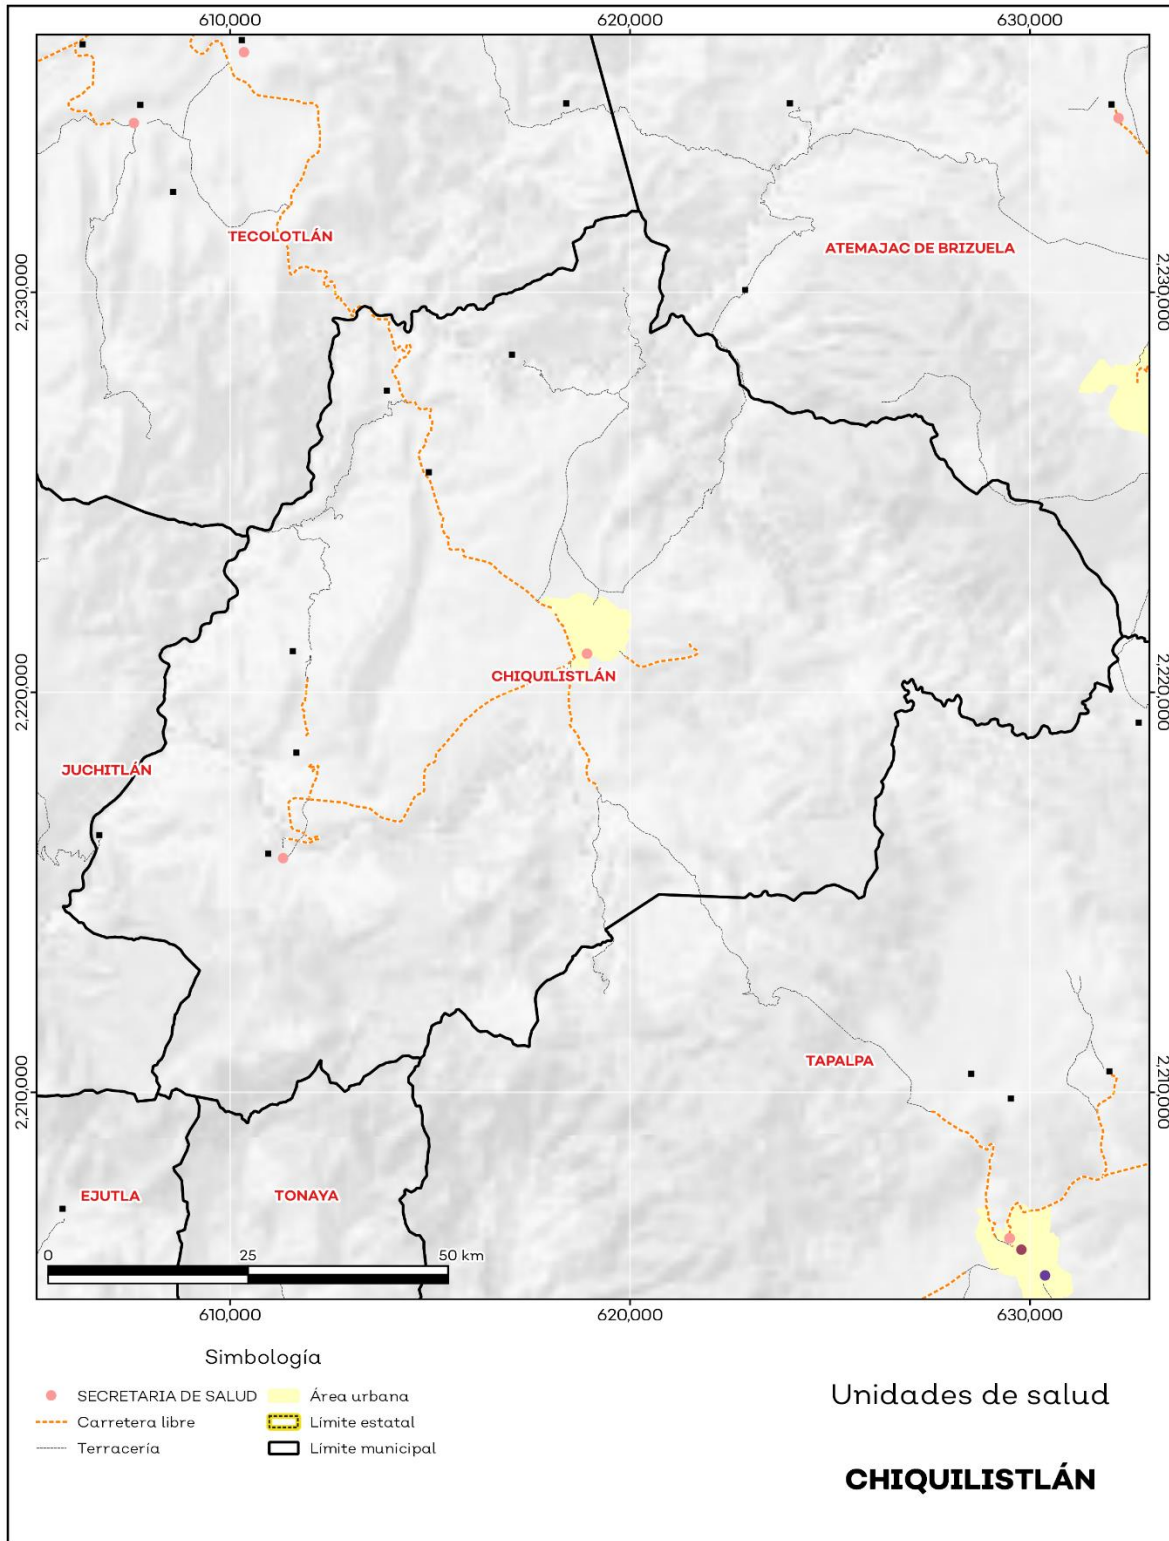 610,000
620,000
630,000
TECOLOTLÁN
ATEMAJAC DE BRIZUELA
2,230,000
2,230,000
CHIQUILISTLÁN
2,220,000
2,220,000
JUCHITLÁN
TAPALPA
2,210,000
2,210,000
EJUTLA
TONAYA
0
25
50 km
610,000
620,000
630,000
Simbología
SECRETARIA DE SALUD
Área urbana
Carretera libre
Límite estatal
Terracería
Límite municipal
Unidades de salud
CHIQUILISTLÁN